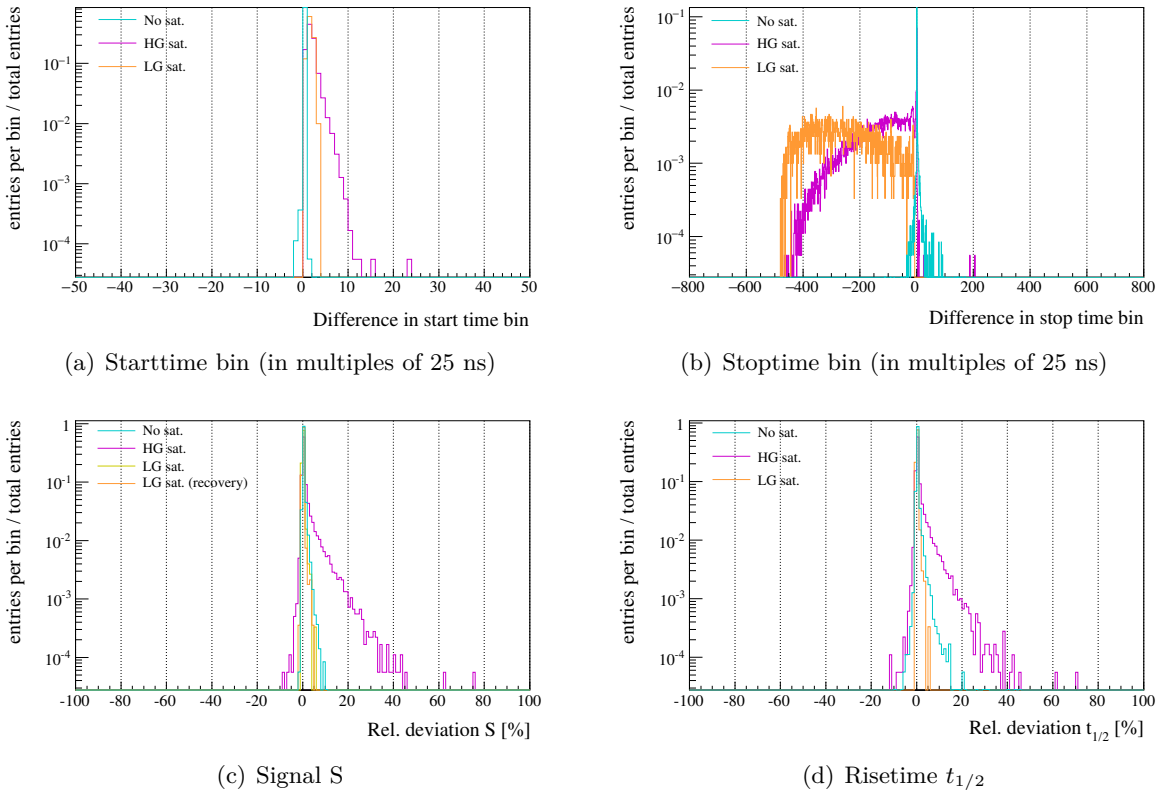 entries per bin / total entries
No sat.
HG sat.
LG sat.
10⁻¹
10⁻²
10⁻³
10⁻⁴
−50 −40 −30 −20 −10 0 10 20 30 40 50
Difference in start time bin
(a) Starttime bin (in multiples of 25 ns)
entries per bin / total entries
No sat.
HG sat.
LG sat.
10⁻¹
10⁻²
10⁻³
10⁻⁴
−800 −600 −400 −200 0 200 400 600 800
Difference in stop time bin
(b) Stoptime bin (in multiples of 25 ns)
entries per bin / total entries
No sat.
HG sat.
LG sat.
LG sat. (recovery)
1
10⁻¹
10⁻²
10⁻³
10⁻⁴
-100 -80 -60 -40 -20 0 20 40 60 80 100
Rel. deviation S [%]
(c) Signal S
entries per bin / total entries
No sat.
HG sat.
LG sat.
1
10⁻¹
10⁻²
10⁻³
10⁻⁴
-100 -80 -60 -40 -20 0 20 40 60 80 100
Rel. deviation t₁/₂ [%]
(d) Risetime t₁/₂